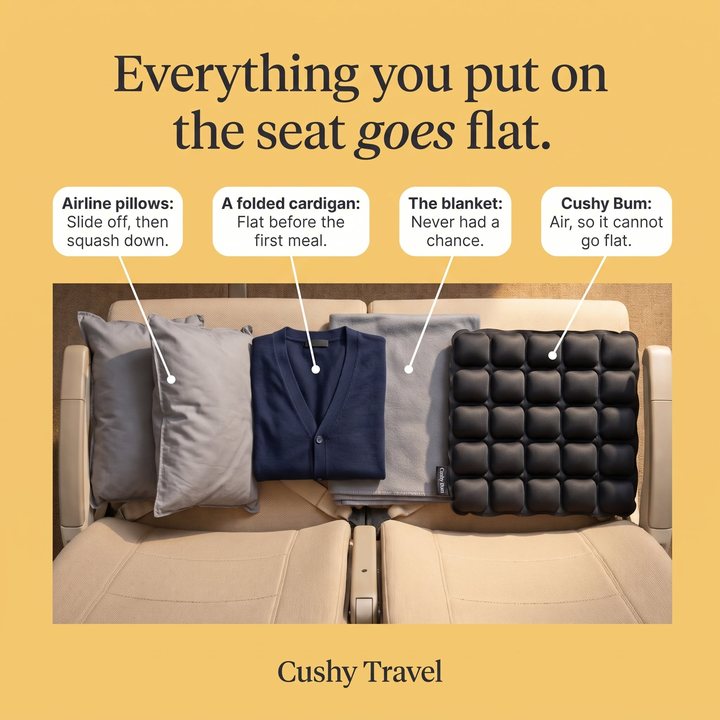 Everything you put on
the seat goes flat.
Airline pillows:
Slide off, then
squash down.
A folded cardigan:
Flat before the
first meal.
The blanket:
Never had a
chance.
Cushy Bum:
Air, so it cannot
go flat.
Cushy Travel